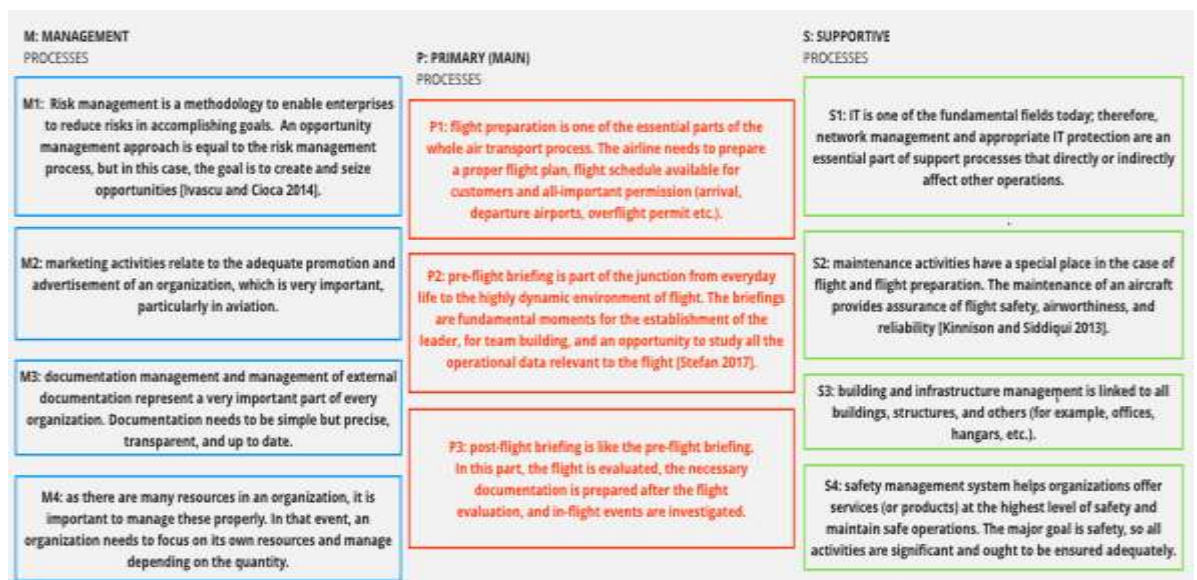 M: MANAGEMENT
PROCESSES
M1: Risk management is a methodology to enable enterprises
to reduce risks in accomplishing goals. An opportunity
management approach is equal to the risk management
process, but in this case, the goal is to create and seize
opportunities [Ivascu and Cioca 2014].
M2: marketing activities relate to the adequate promotion and
advertisement of an organization, which is very important,
particularly in aviation.
M3: documentation management and management of external
documentation represent a very important part of every
organization. Documentation needs to be simple but precise,
transparent, and up to date.
M4: as there are many resources in an organization, it is
important to manage these properly. In that event, an
organization needs to focus on its own resources and manage
depending on the quantity.
P: PRIMARY (MAIN)
PROCESSES
P1: flight preparation is one of the essential parts of the
whole air transport process. The airline needs to prepare
a proper flight plan, flight schedule available for
customers and all-important permission (arrival,
departure airports, overflight permit etc.).
P2: pre-flight briefing is part of the junction from everyday
life to the highly dynamic environment of flight. The briefings
are fundamental moments for the establishment of the
leader, for team building, and an opportunity to study all the
operational data relevant to the flight [Stefan 2017].
P3: post-flight briefing is like the pre-flight briefing.
In this part, the flight is evaluated, the necessary
documentation is prepared after the flight
evaluation, and in-flight events are investigated.
S: SUPPORTIVE
PROCESSES
S1: IT is one of the fundamental fields today; therefore,
network management and appropriate IT protection are an
essential part of support processes that directly or indirectly
affect other operations.
S2: maintenance activities have a special place in the case of
flight and flight preparation. The maintenance of an aircraft
provides assurance of flight safety, airworthiness, and
reliability [Kinnison and Siddiqui 2013].
S3: building and infrastructure management is linked to all
buildings, structures, and others (for example, offices,
hangars, etc.).
S4: safety management system helps organizations offer
services (or products) at the highest level of safety and
maintain safe operations. The major goal is safety, so all
activities are significant and ought to be ensured adequately.